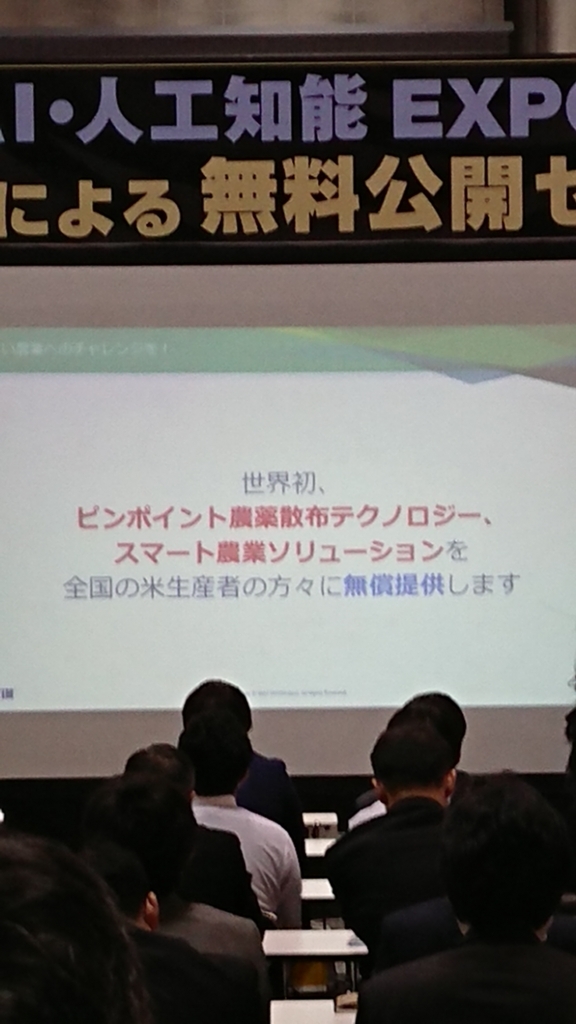 AI・人工知能 EXPO
による 無料公開セ
い農業へのチャレンジを！
世界初、
ピンポイント農薬散布テクノロジー、
スマート農業ソリューションを
全国の米生産者の方々に無償提供します